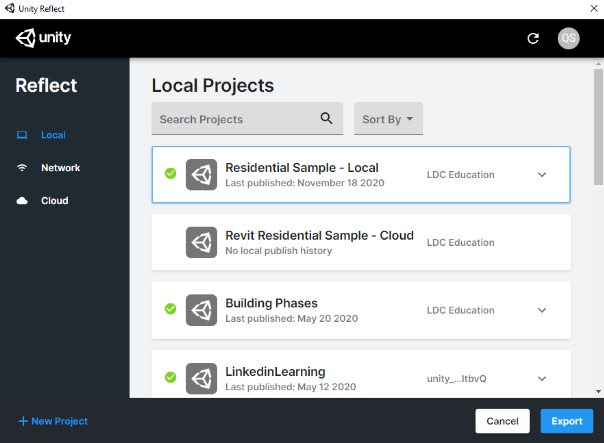 Unity Reflect
unity
QS
Reflect
Local
Network
Cloud
Local Projects
Search Projects
Sort By
Residential Sample - Local
Last published: November 18 2020
LDC Education
Revit Residential Sample - Cloud
No local publish history
LDC Education
Building Phases
Last published: May 20 2020
LDC Education
LinkedinLearning
Last published: May 12 2020
unity_...ltbvQ
+ New Project
Cancel
Export